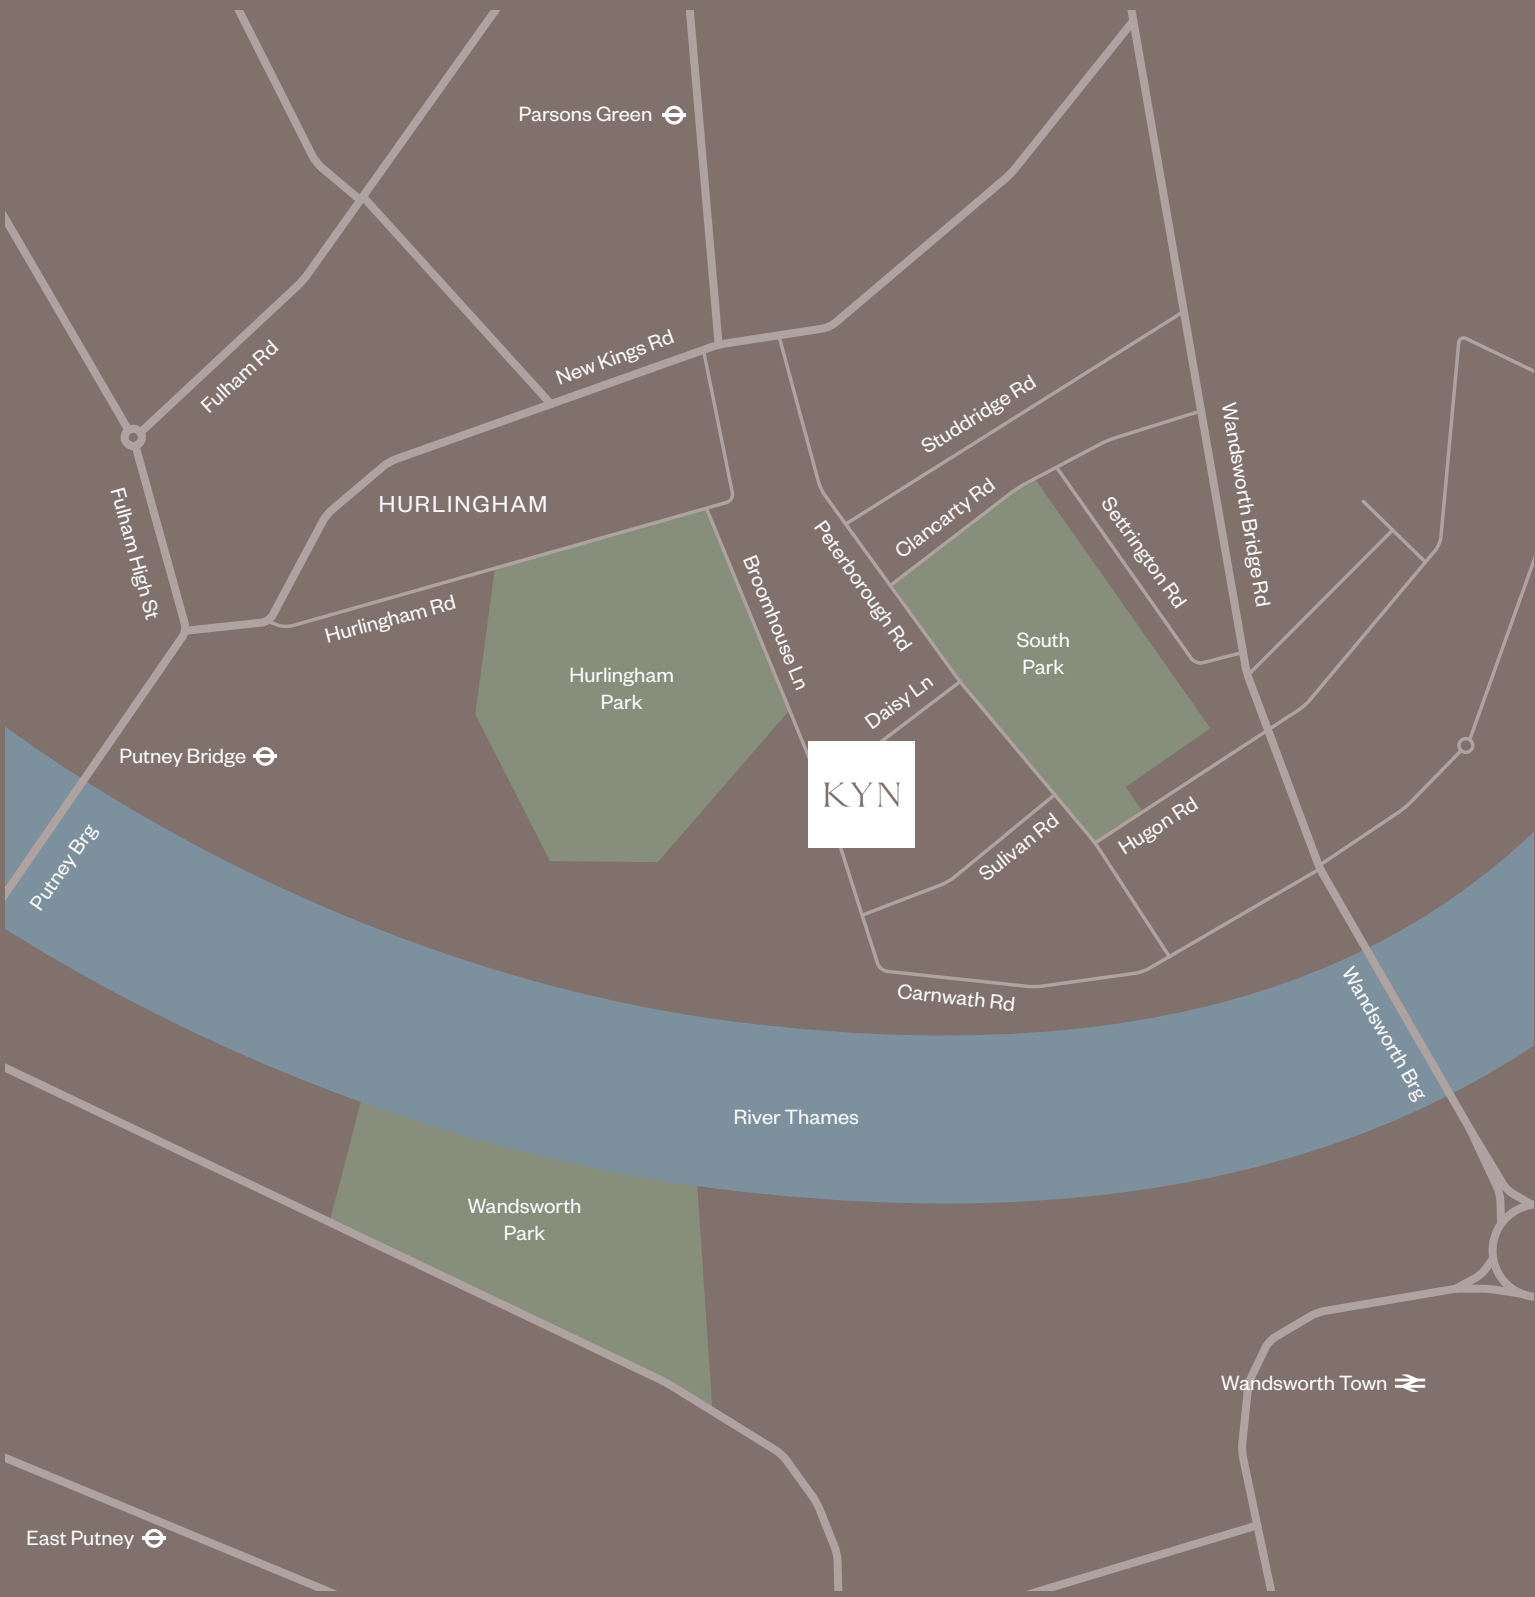 Parsons Green
New Kings Rd
Fulham Rd
Studdridge Rd
Wandsworth Bridge Rd
HURLINGHAM
Clancarty Rd
Settrington Rd
Fulham High St
Peterborough Rd
Hurlingham Rd
Broomhouse Ln
South
Park
Hurlingham
Park
Daisy Ln
Putney Bridge
KYN
Hugon Rd
Sulivan Rd
Putney Brg
Carnwath Rd
Wandsworth Brg
River Thames
Wandsworth
Park
Wandsworth Town
East Putney